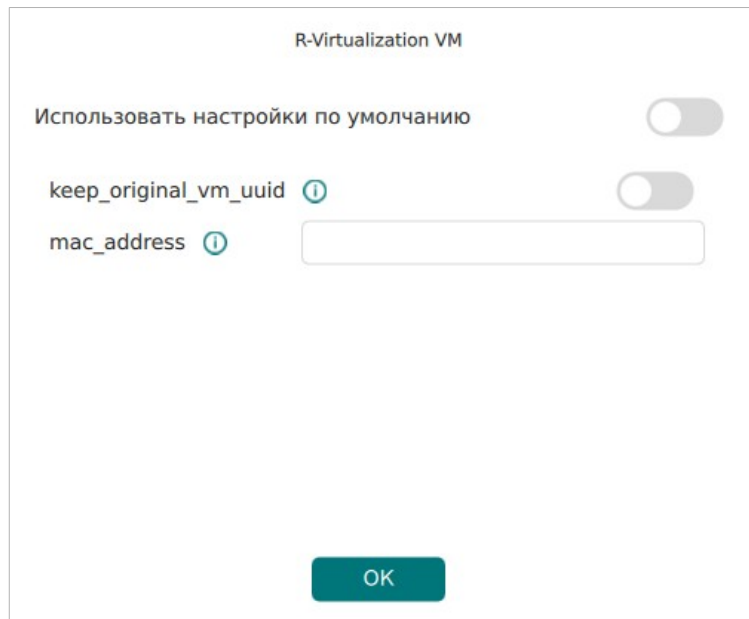 R-Virtualization VM
Использовать настройки по умолчанию
keep_original_vm_uuid
mac_address
OK